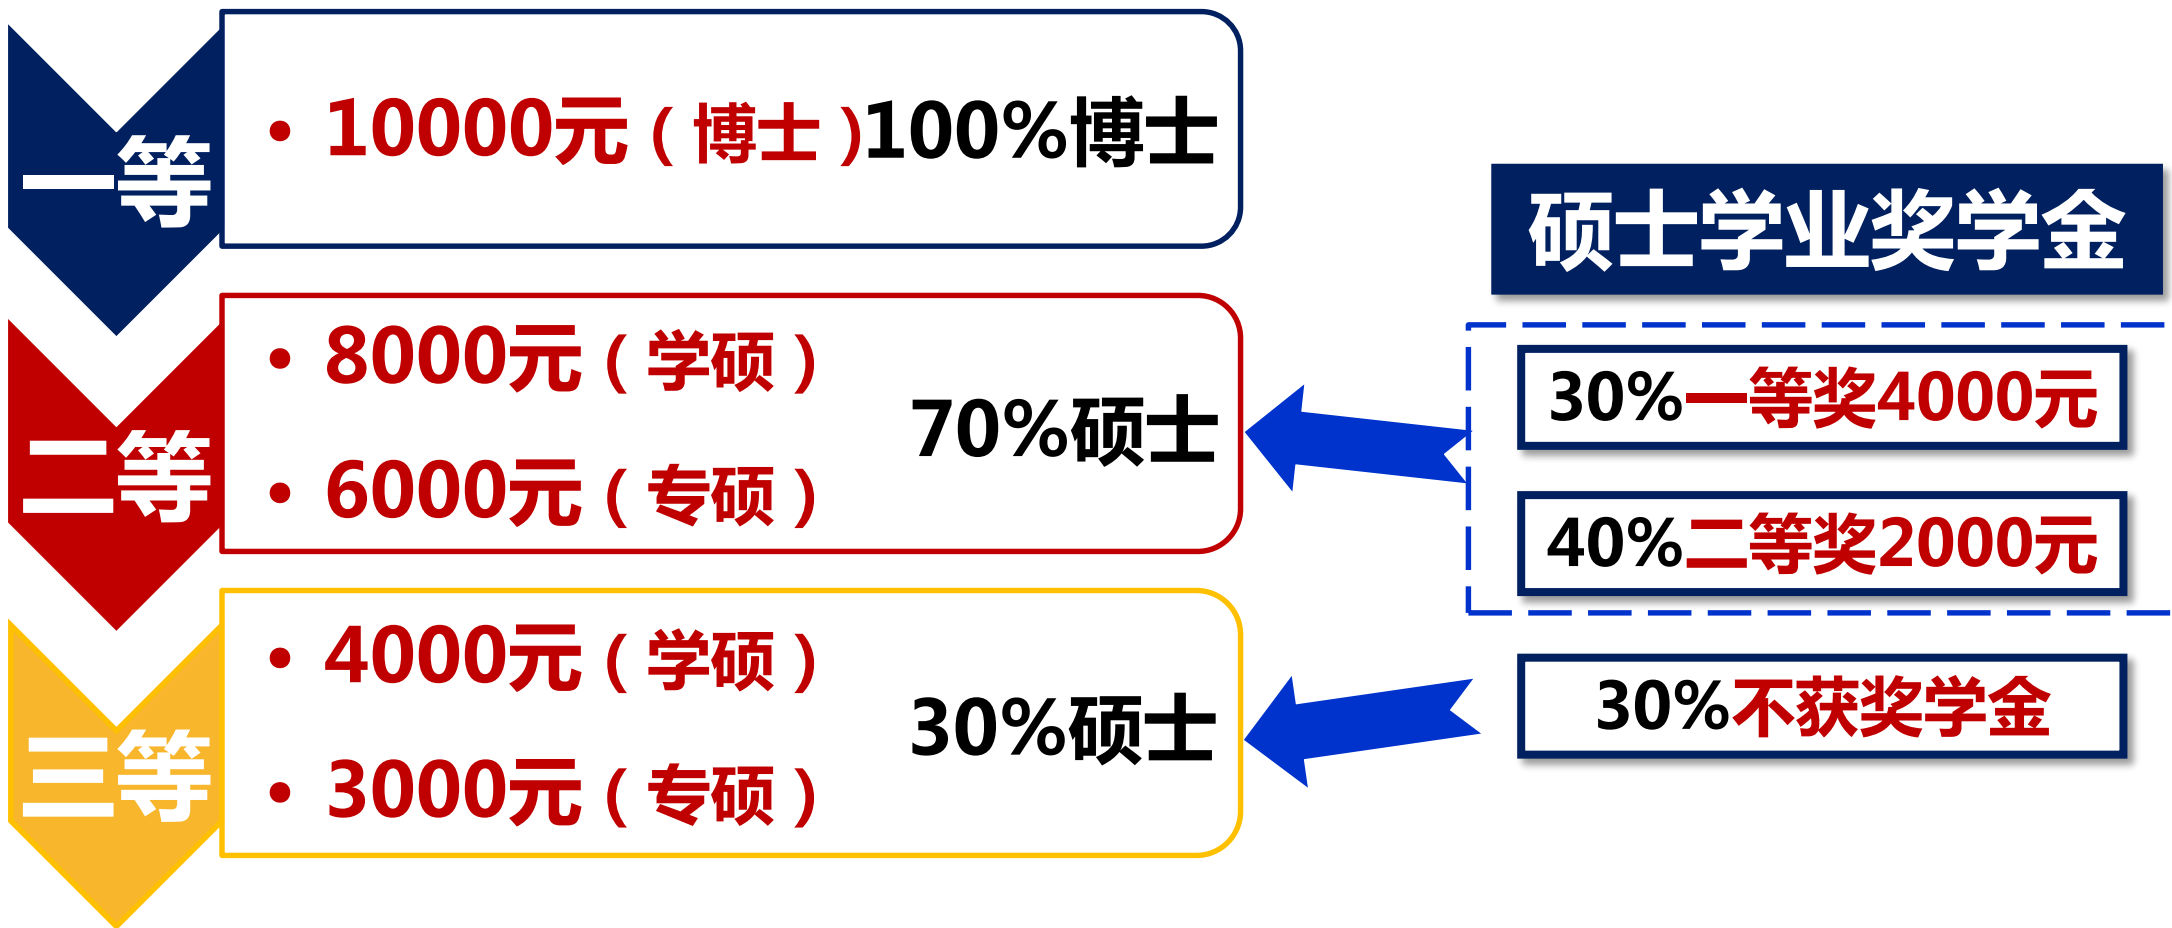 一等
• 10000元（博士）100%博士
二等
• 8000元（学硕）
• 6000元（专硕）
70%硕士
三等
• 4000元（学硕）
• 3000元（专硕）
30%硕士
硕士学业奖学金
30%一等奖4000元
40%二等奖2000元
30%不获奖学金